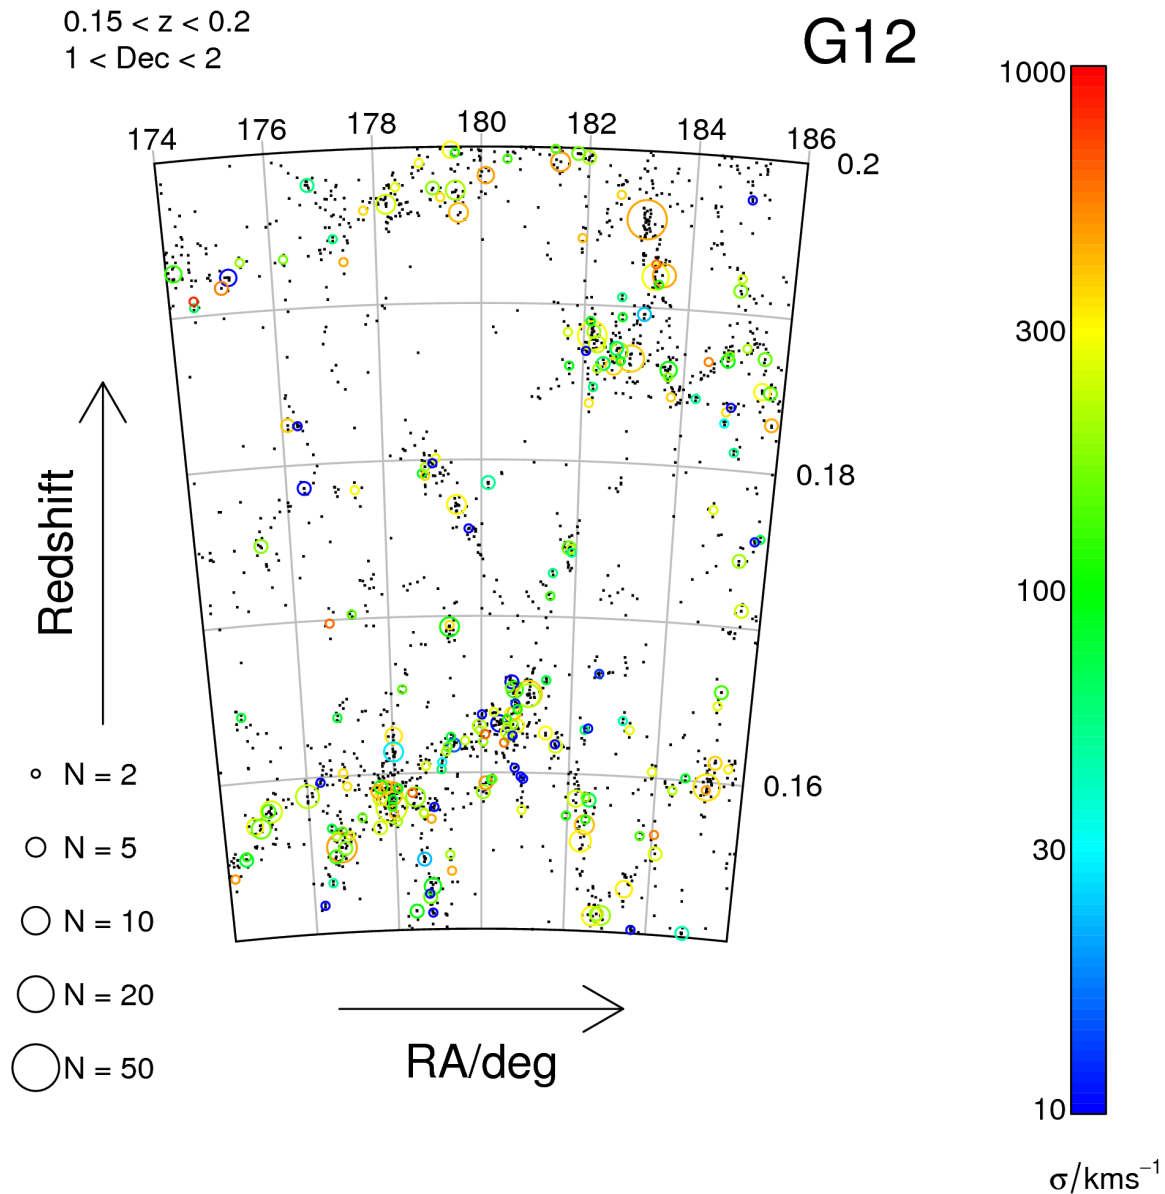 0.15 < z < 0.2
1 < Dec < 2
G12
174 176 178 180 182 184 186
0.2
0.18
0.16
Redshift
RA/deg
N = 2
N = 5
N = 10
N = 20
N = 50
1000
300
100
30
10
σ/kms⁻¹